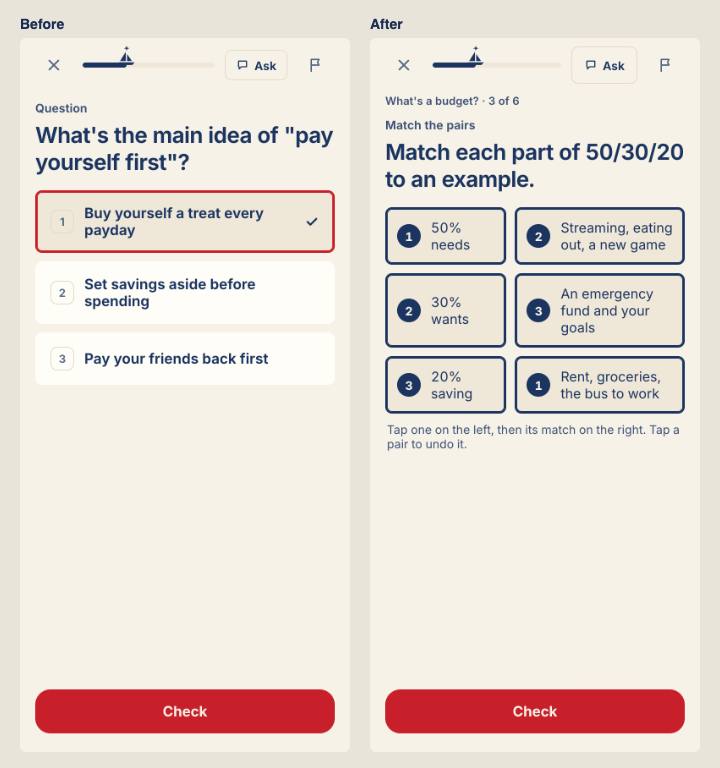 Before
Ask
Question
What's the main idea of "pay
yourself first"?
1
Buy yourself a treat every
payday
2
Set savings aside before
spending
3
Pay your friends back first
Check
After
Ask
What's a budget? · 3 of 6
Match the pairs
Match each part of 50/30/20
to an example.
1
50%
needs
2
Streaming, eating
out, a new game
2
30%
wants
3
An emergency
fund and your
goals
3
20%
saving
1
Rent, groceries,
the bus to work
Tap one on the left, then its match on the right. Tap a
pair to undo it.
Check